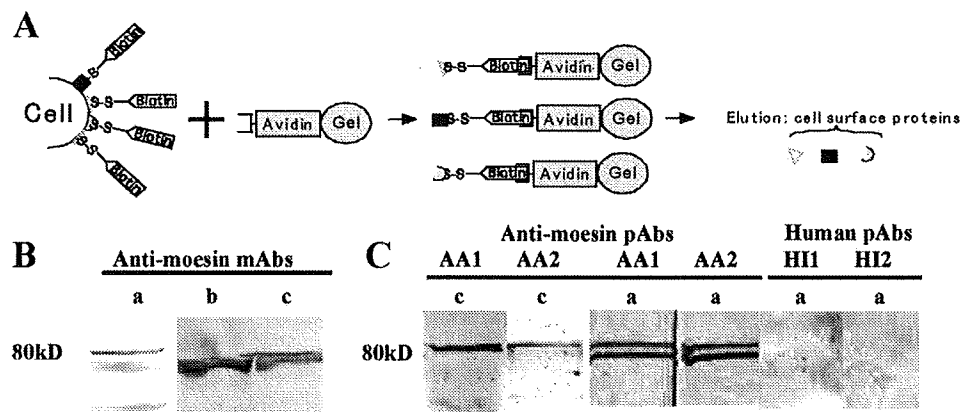 A
S Biotin
Cell S-S Biotin
S-S Biotin
S-S Biotin
+
Avidin Gel
S-S Biotin Avidin Gel
S-S Biotin Avidin Gel
S-S Biotin Avidin Gel
Elution: cell surface proteins
B
Anti-moesin mAbs
a b c
80kD
C
Anti-moesin pAbs Human pAbs
AA1 AA2 AA1 AA2 HI1 HI2
c c a a a a
80kD